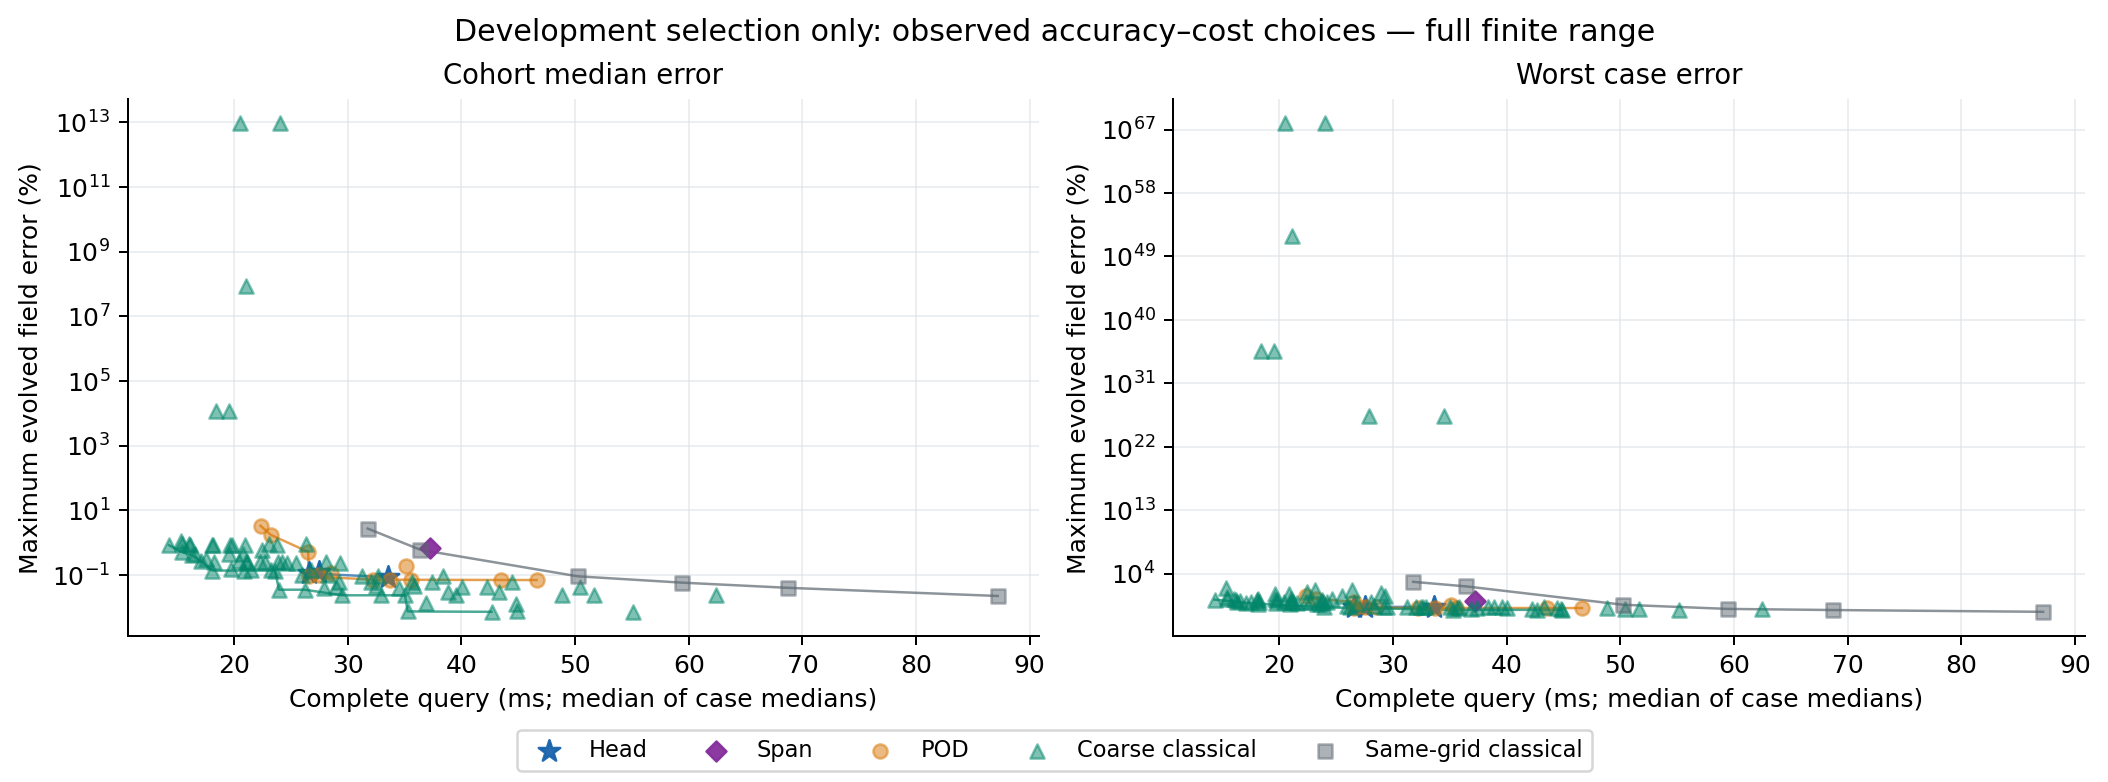 Development selection only: observed accuracy–cost choices — full finite range
Cohort median error
Maximum evolved field error (%)
10^13
10^11
10^9
10^7
10^5
10^3
10^1
10^−1
20 30 40 50 60 70 80 90
Complete query (ms; median of case medians)
Worst case error
Maximum evolved field error (%)
10^67
10^58
10^49
10^40
10^31
10^22
10^13
10^4
20 30 40 50 60 70 80 90
Complete query (ms; median of case medians)
Head Span POD Coarse classical Same-grid classical